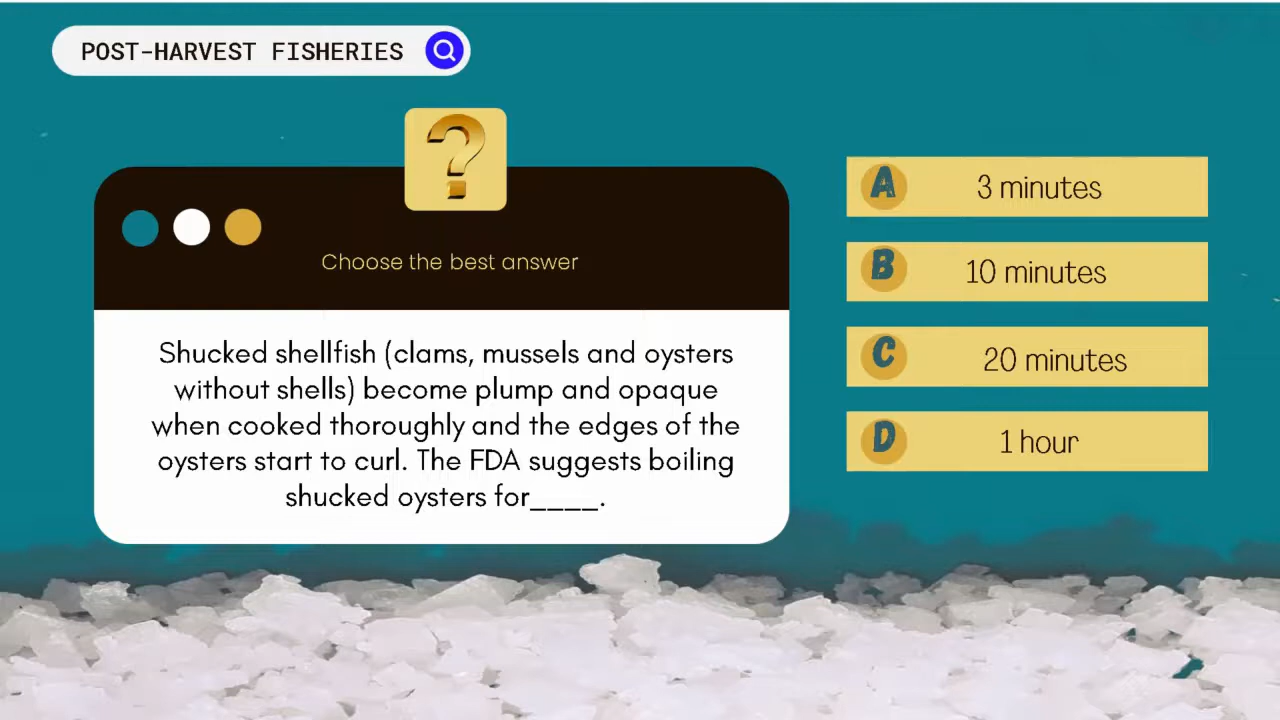 POST-HARVEST FISHERIES
?
Choose the best answer
Shucked shellfish (clams, mussels and oysters
without shells) become plump and opaque
when cooked thoroughly and the edges of the
oysters start to curl. The FDA suggests boiling
shucked oysters for____.
A 3 minutes
B 10 minutes
C 20 minutes
D 1 hour